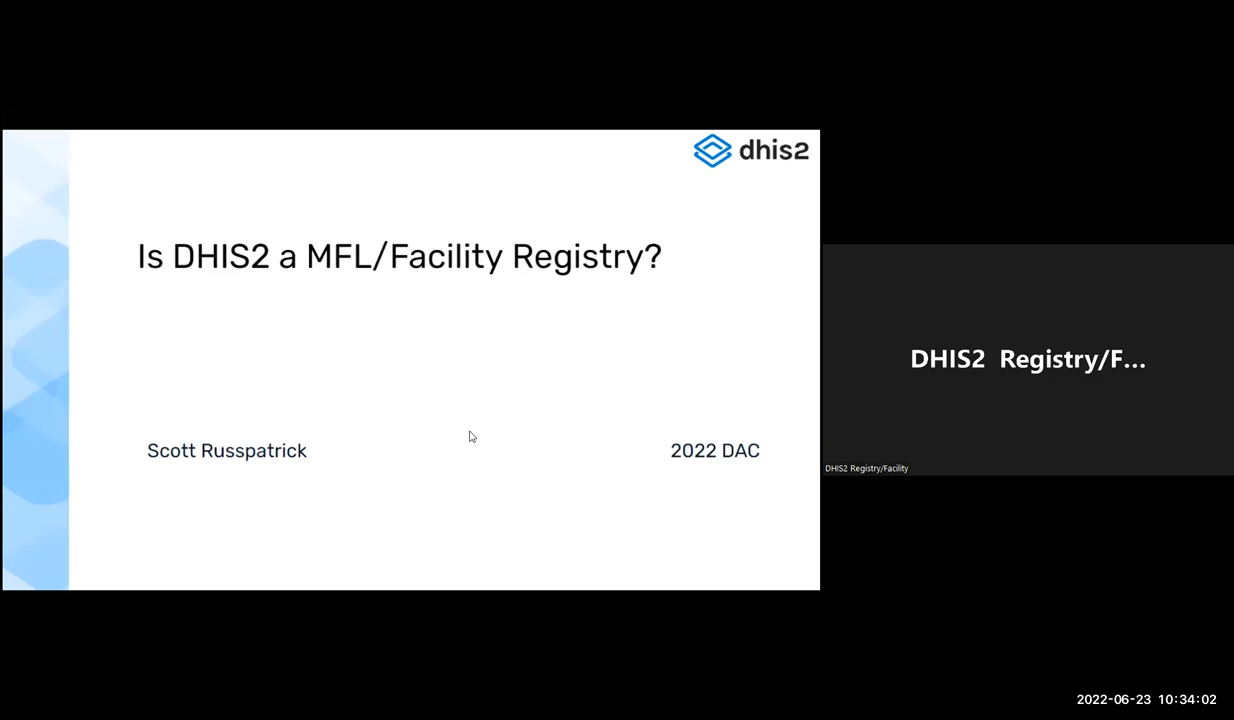 dhis2
Is DHIS2 a MFL/Facility Registry?
Scott Russpatrick
2022 DAC
DHIS2 Registry/F...
DHIS2 Registry/Facility
2022-06-23 10:34:02